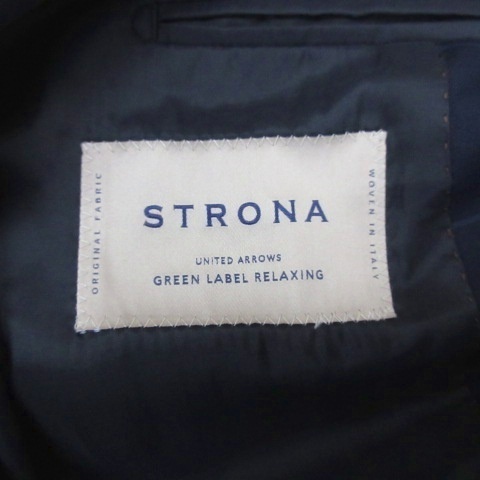 ORIGINAL FABRIC
STRONA
UNITED ARROWS
GREEN LABEL RELAXING
WOVEN IN ITALY